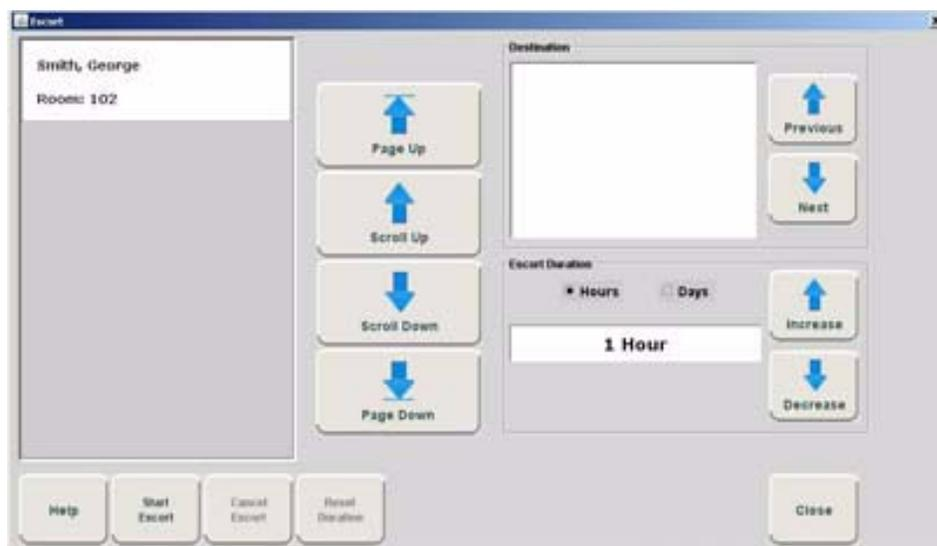 Escort
Smith, George
Room: 102
Page Up
Scroll Up
Scroll Down
Page Down
Destination
Previous
Next
Escort Duration
Hours
Days
1 Hour
Increase
Decrease
Help
Start
Escort
Cancel
Escort
Reset
Duration
Close